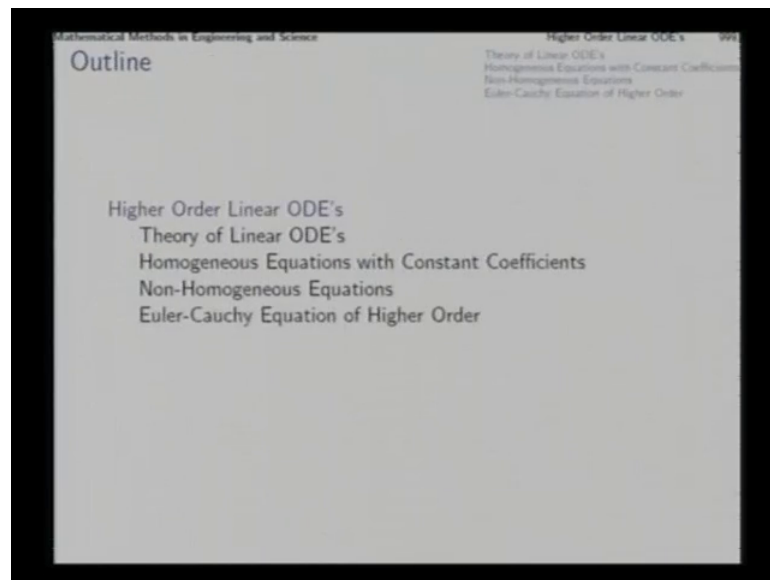 Mathematical Methods in Engineering and Science
Higher Order Linear ODE's 999,
Outline
Theory of Linear ODE's
Homogeneous Equations with Constant Coefficients
Non-Homogeneous Equations
Euler-Cauchy Equation of Higher Order
Higher Order Linear ODE's
Theory of Linear ODE's
Homogeneous Equations with Constant Coefficients
Non-Homogeneous Equations
Euler-Cauchy Equation of Higher Order